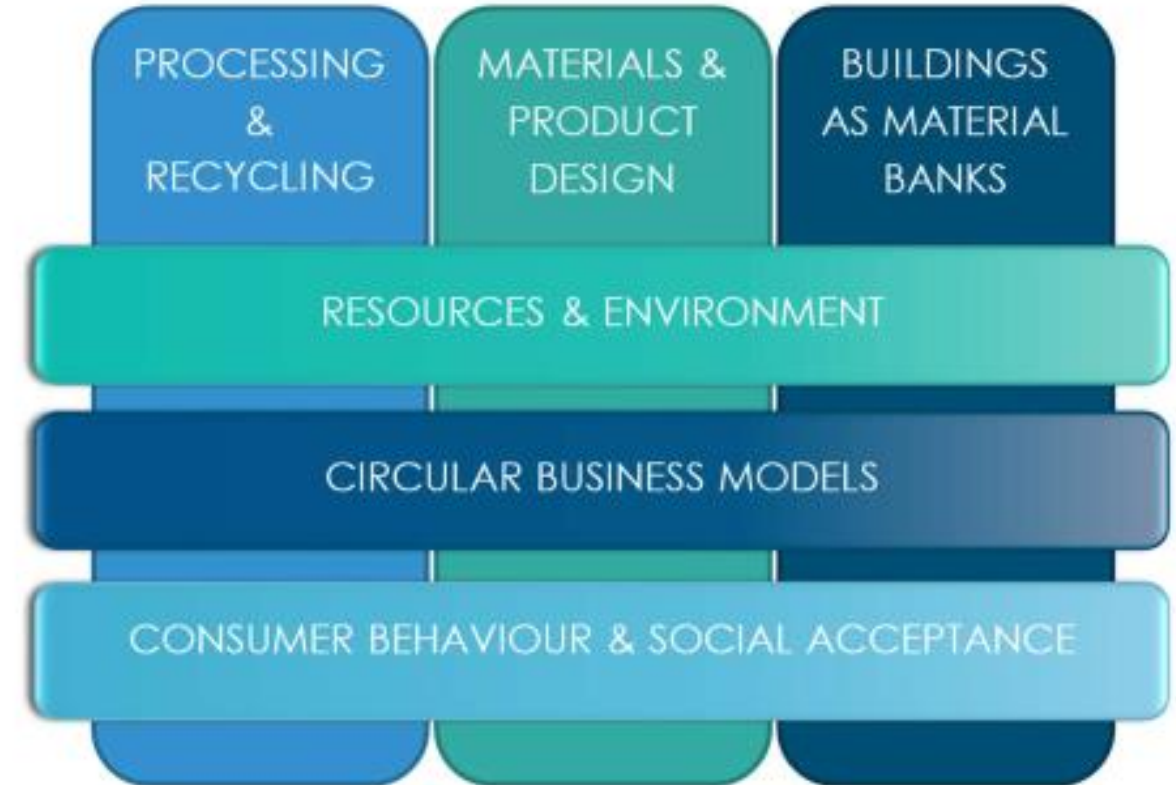 PROCESSING
&
RECYCLING
MATERIALS &
PRODUCT
DESIGN
BUILDINGS
AS MATERIAL
BANKS
RESOURCES & ENVIRONMENT
CIRCULAR BUSINESS MODELS
CONSUMER BEHAVIOUR & SOCIAL ACCEPTANCE